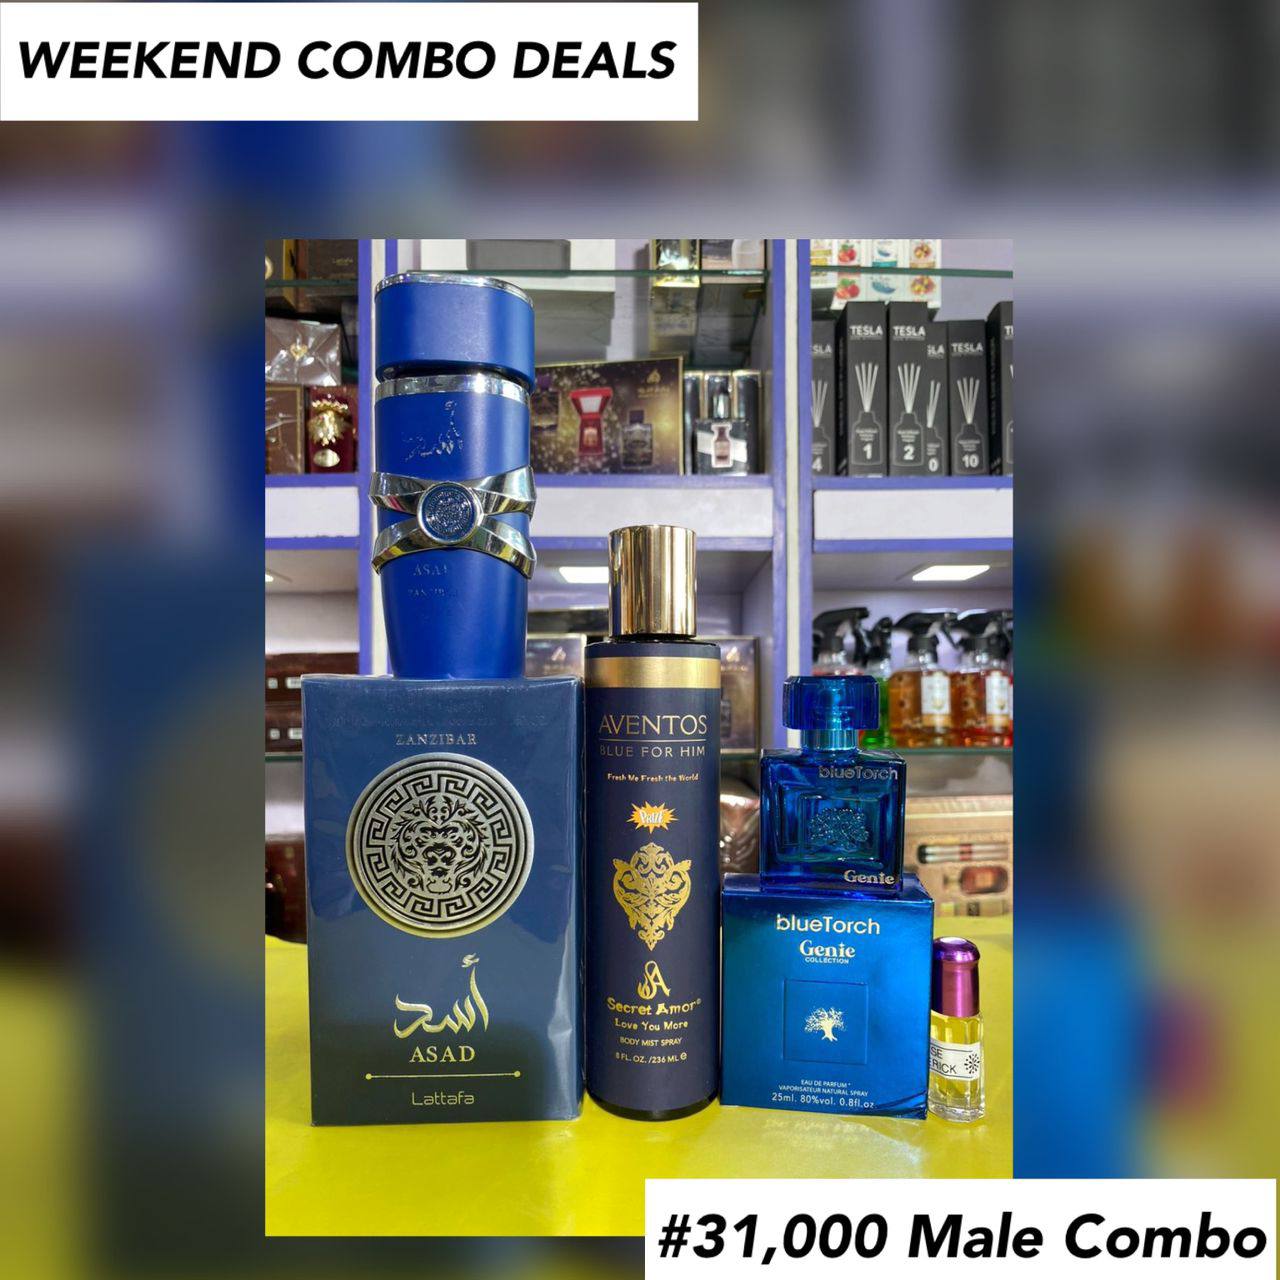 WEEKEND COMBO DEALS
TESLA
TESLA
TESLA
1
2
0
10
4
ASAD
ZANZIBAR
AVENTOS
BLUE FOR HIM
Fresh Me Fresh the World
PRIZE
Secret Amor®
Love You More
BODY MIST SPRAY
8 FL. OZ. /236 ML ℮
أسد
ASAD
Lattafa
blueTorch
Genie
blueTorch
Genie
COLLECTION
EAU DE PARFUM
VAPORISATEUR NATURAL SPRAY
25ml. 80%vol. 0.8fl.oz
#31,000 Male Combo